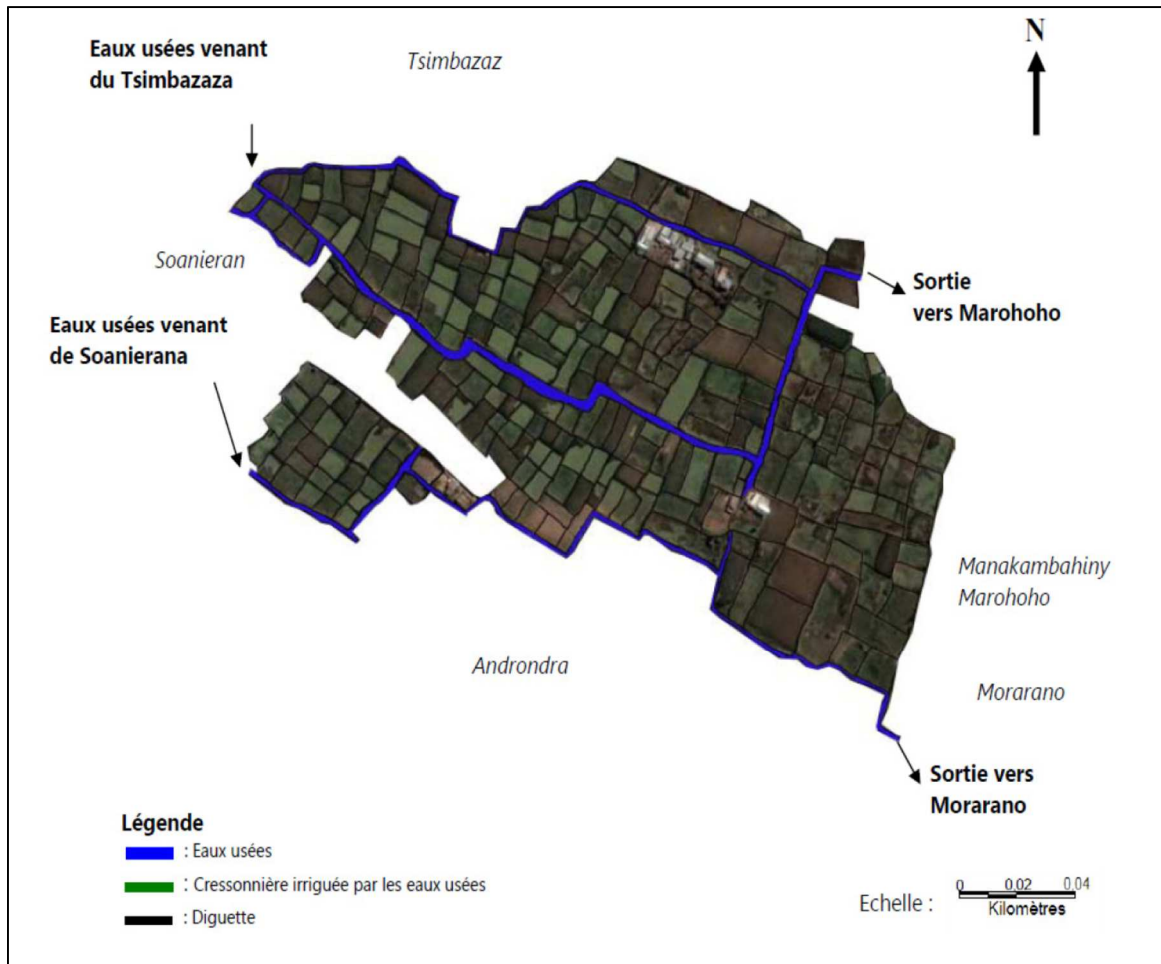 Eaux usées venant
du Tsimbazaza
Tsimbazaz
N
Soanieran
Eaux usées venant
de Soanierana
Sortie
vers Marohoho
Manakambahiny
Marohoho
Androndra
Morarano
Sortie vers
Morarano
Légende
: Eaux usées
: Cressonnière irriguée par les eaux usées
: Diguette
Echelle :
0 0,02 0,04
Kilomètres